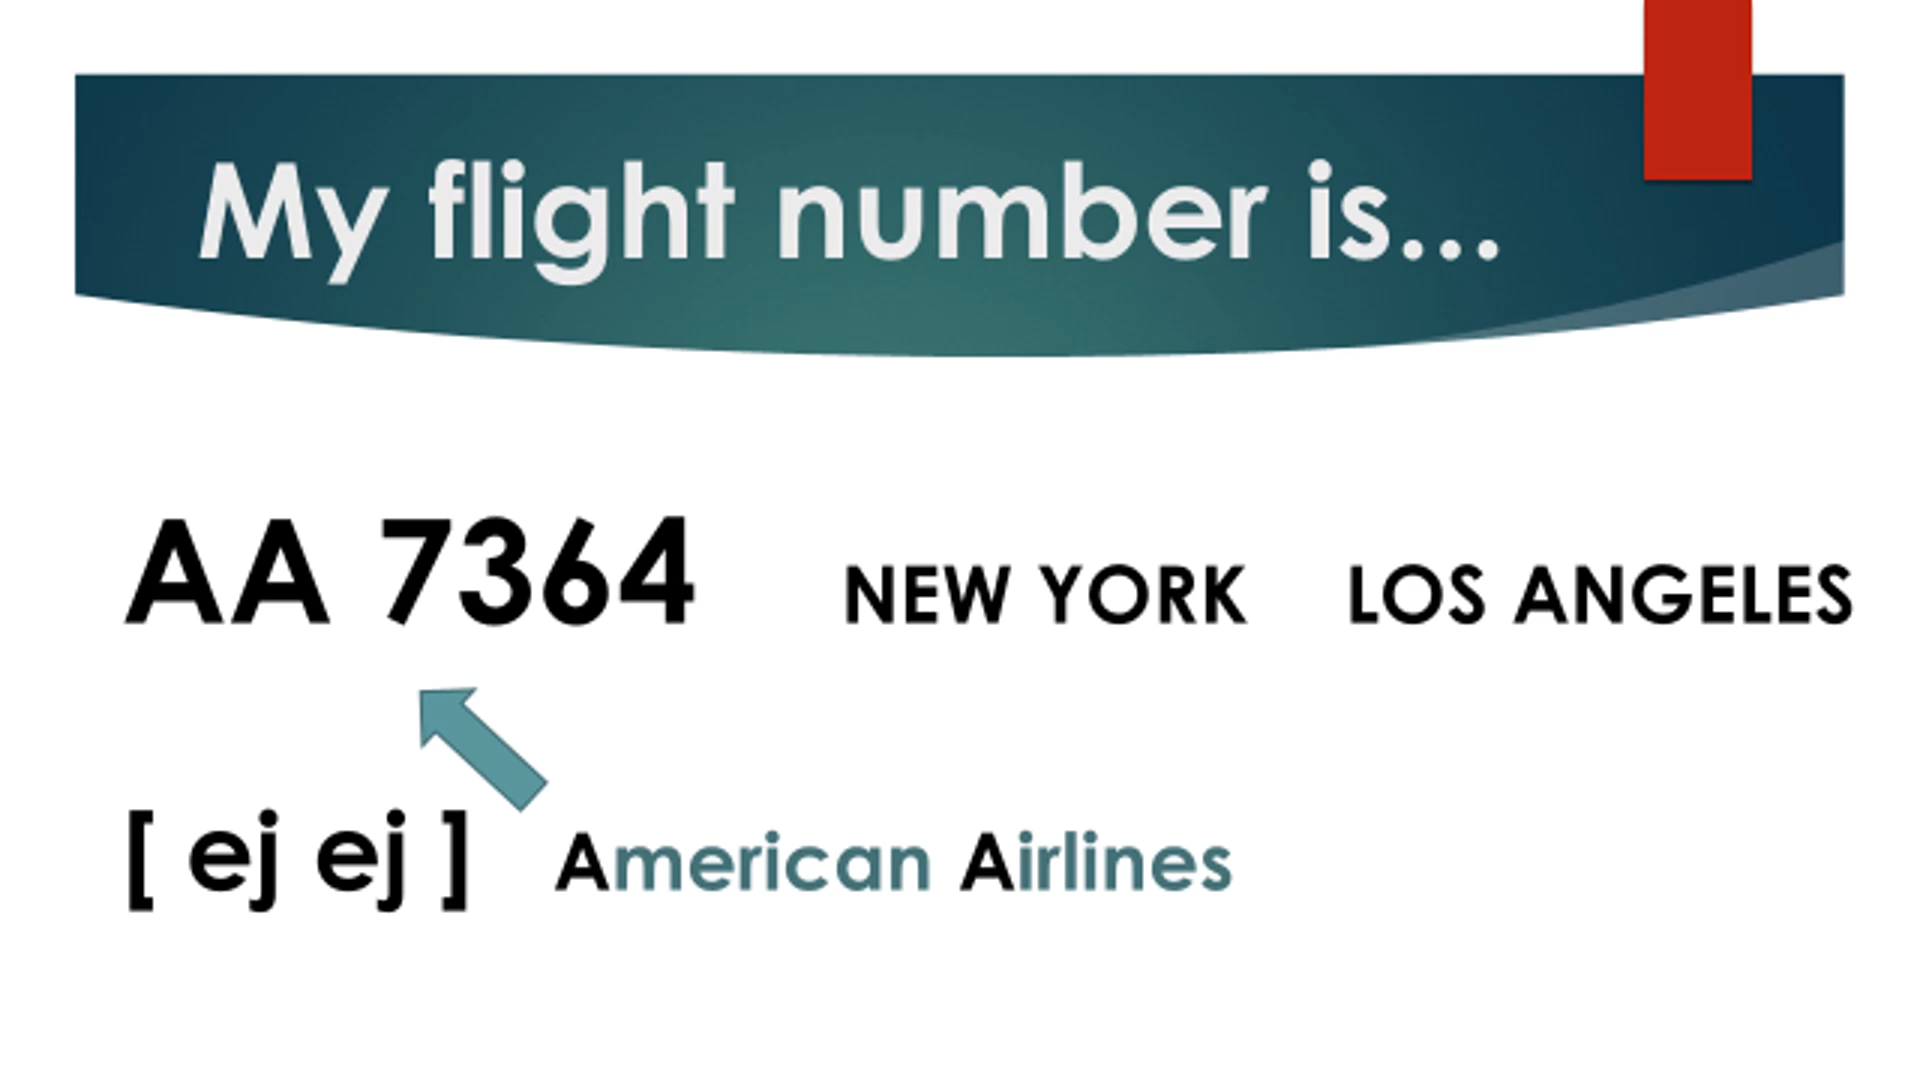 My flight number is...
AA 7364 NEW YORK LOS ANGELES
[ ej ej ] American Airlines